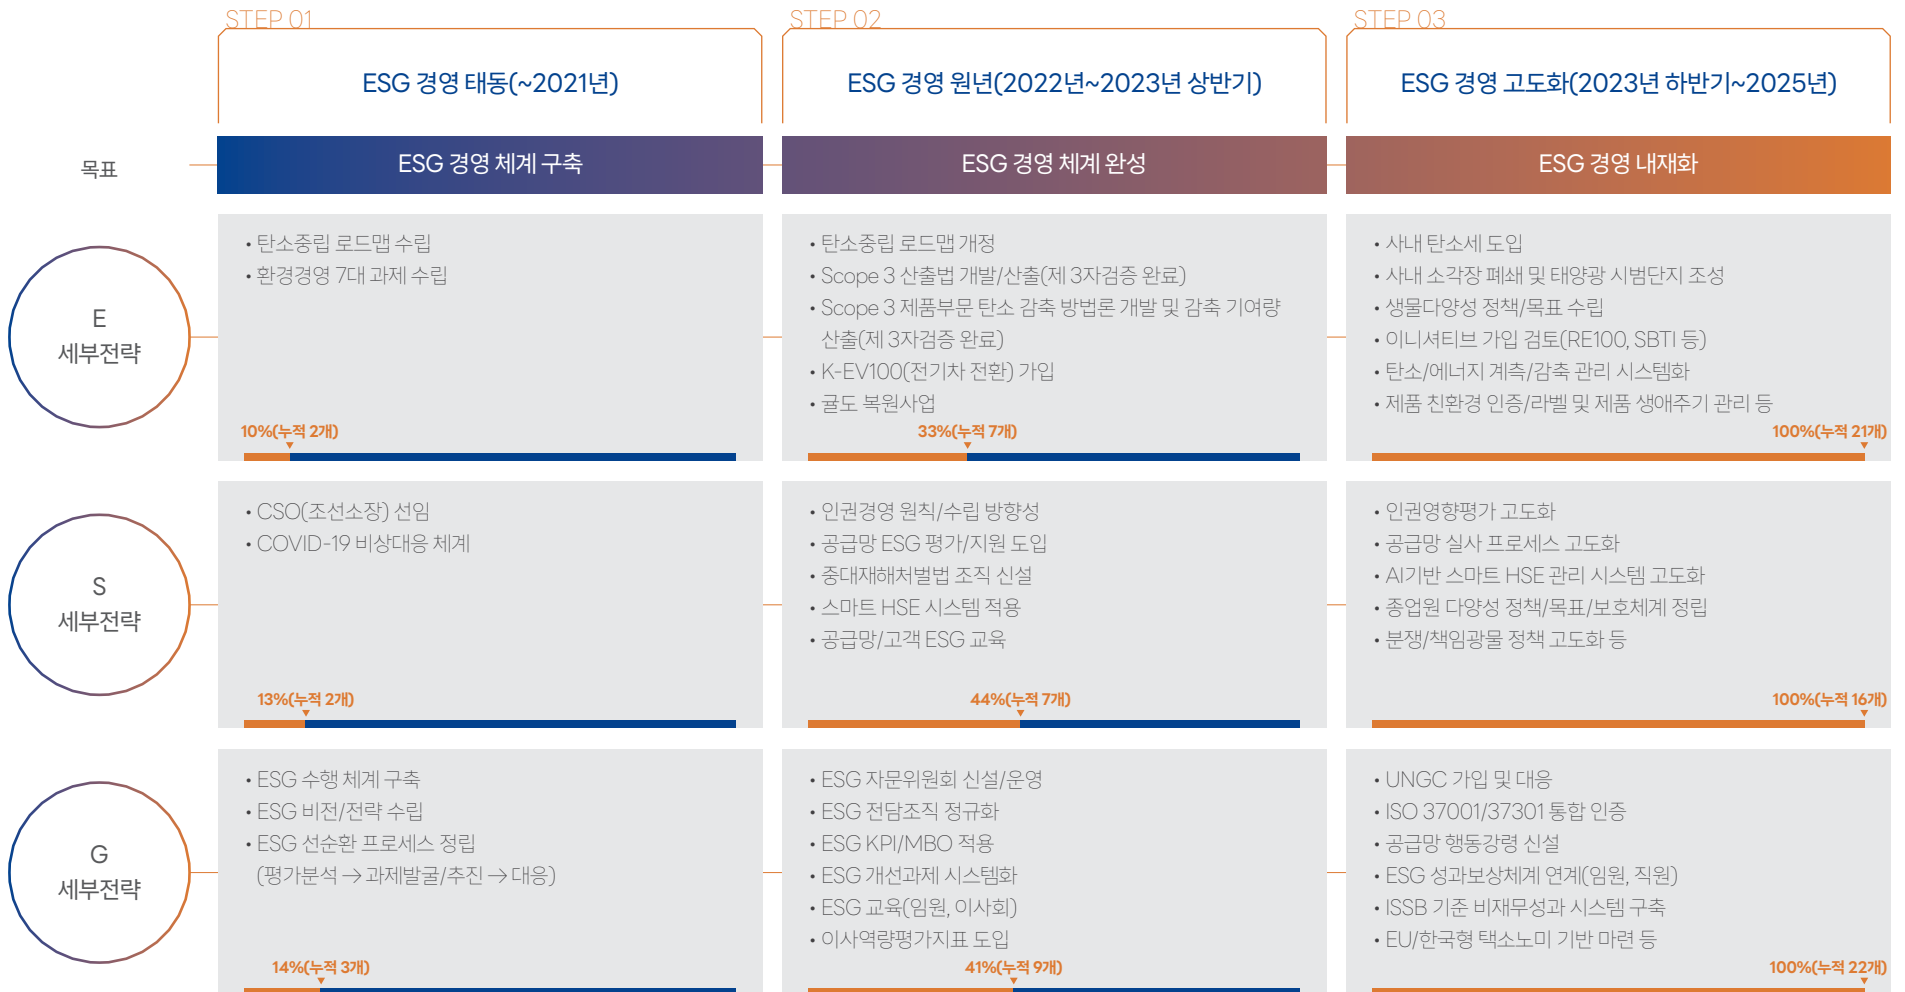 STEP 01
ESG 경영 태동(~2021년)
STEP 02
ESG 경영 원년(2022년~2023년 상반기)
STEP 03
ESG 경영 고도화(2023년 하반기~2025년)
목표
ESG 경영 체계 구축
ESG 경영 체계 완성
ESG 경영 내재화
E
세부전략
• 탄소중립 로드맵 수립
• 환경경영 7대 과제 수립
10%(누적 2개)
• 탄소중립 로드맵 개정
• Scope 3 산출법 개발/산출(제 3자검증 완료)
• Scope 3 제품부문 탄소 감축 방법론 개발 및 감축 기여량
산출(제 3자검증 완료)
• K-EV100(전기차 전환) 가입
• 귤도 복원사업
33%(누적 7개)
• 사내 탄소세 도입
• 사내 소각장 폐쇄 및 태양광 시범단지 조성
• 생물다양성 정책/목표 수립
• 이니셔티브 가입 검토(RE100, SBTI 등)
• 탄소/에너지 계측/감축 관리 시스템화
• 제품 친환경 인증/라벨 및 제품 생애주기 관리 등
100%(누적 21개)
S
세부전략
• CSO(조선소장) 선임
• COVID-19 비상대응 체계
13%(누적 2개)
• 인권경영 원칙/수립 방향성
• 공급망 ESG 평가/지원 도입
• 중대재해처벌법 조직 신설
• 스마트 HSE 시스템 적용
• 공급망/고객 ESG 교육
44%(누적 7개)
• 인권영향평가 고도화
• 공급망 실사 프로세스 고도화
• AI기반 스마트 HSE 관리 시스템 고도화
• 종업원 다양성 정책/목표/보호체계 정립
• 분쟁/책임광물 정책 고도화 등
100%(누적 16개)
G
세부전략
• ESG 수행 체계 구축
• ESG 비전/전략 수립
• ESG 선순환 프로세스 정립
(평가분석 → 과제발굴/추진 → 대응)
14%(누적 3개)
• ESG 자문위원회 신설/운영
• ESG 전담조직 정규화
• ESG KPI/MBO 적용
• ESG 개선과제 시스템화
• ESG 교육(임원, 이사회)
• 이사역량평가지표 도입
41%(누적 9개)
• UNGC 가입 및 대응
• ISO 37001/37301 통합 인증
• 공급망 행동강령 신설
• ESG 성과보상체계 연계(임원, 직원)
• ISSB 기준 비재무성과 시스템 구축
• EU/한국형 택소노미 기반 마련 등
100%(누적 22개)